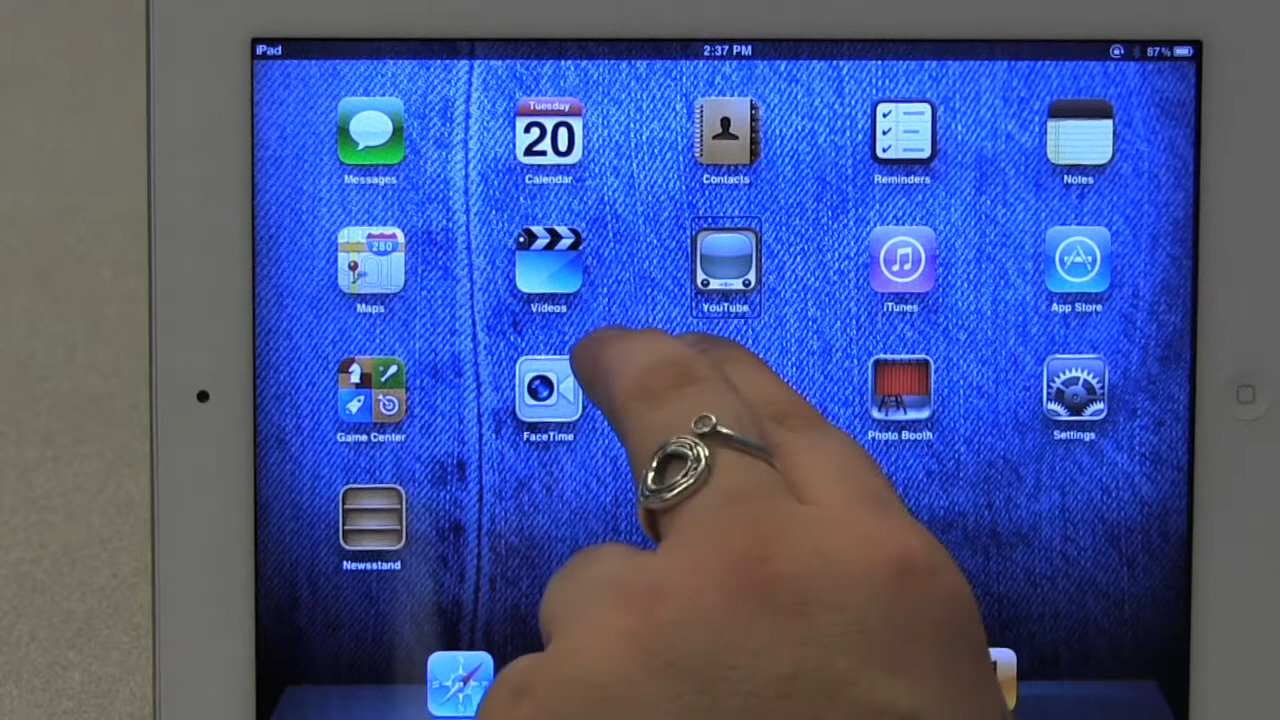 iPad 2:37 PM 87%
Tuesday
20
Messages Calendar Contacts Reminders Notes
280
Maps Videos YouTube iTunes App Store
Game Center FaceTime Photo Booth Settings
Newsstand